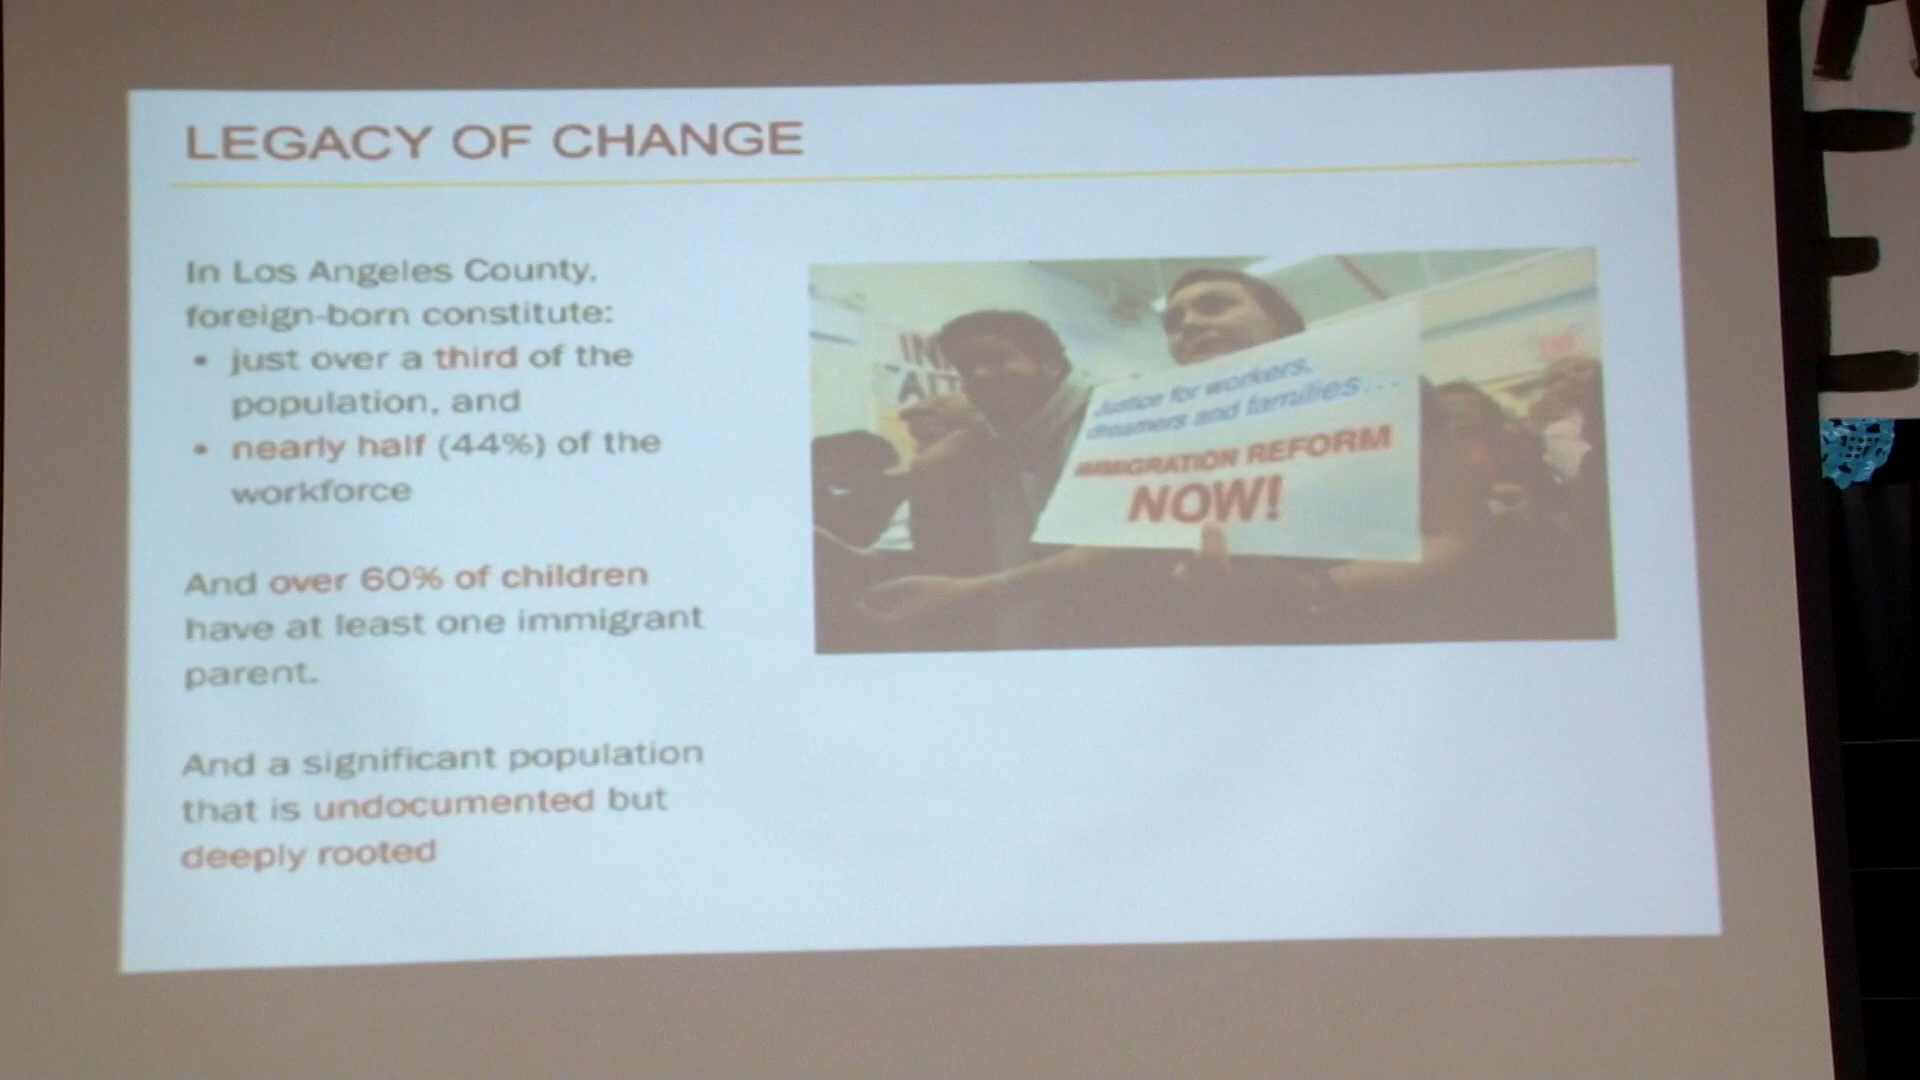 LEGACY OF CHANGE
In Los Angeles County,
foreign-born constitute:
• just over a third of the
population, and
• nearly half (44%) of the
workforce
And over 60% of children
have at least one immigrant
parent.
And a significant population
that is undocumented but
deeply rooted
Justice for workers,
dreamers and families...
IMMIGRATION REFORM
NOW!